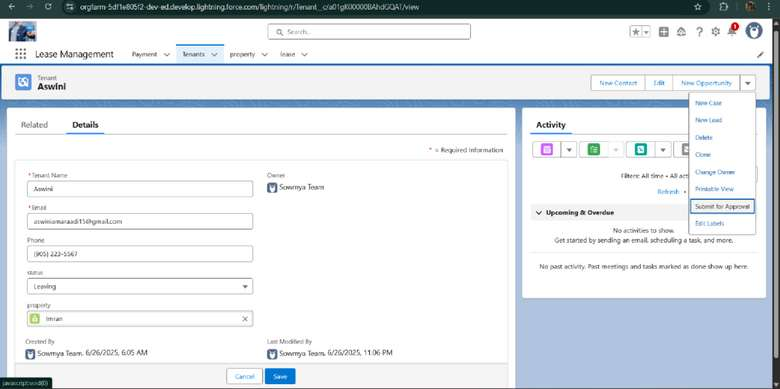 orgfarm-5df1e805f2-dev-ed.develop.lightning.force.com/lightning/r/Tenant__c/a01gK00000BAhdGQAT/view
Search...
Lease Management Payment Tenants property lease
Tenant
Aswini
New Contact Edit New Opportunity
New Case
New Lead
Delete
Clone
Change Owner
Printable View
Submit for Approval
Edit Labels
Related Details
* = Required Information
*Tenant Name
Aswini
Owner
Sowmya Team
*Email
Phone
(905) 223-5567
status
Leaving
property
Imran
Created By
Sowmya Team, 6/26/2025, 6:05 AM
Last Modified By
Sowmya Team, 6/26/2025, 11:06 PM
Cancel Save
Activity
Filters: All time • All
Refresh •
Upcoming & Overdue
No activities to show.
Get started by sending an email, scheduling a task, and more.
No past activity. Past meetings and tasks marked as done show up here.
javascript:void(0)
1